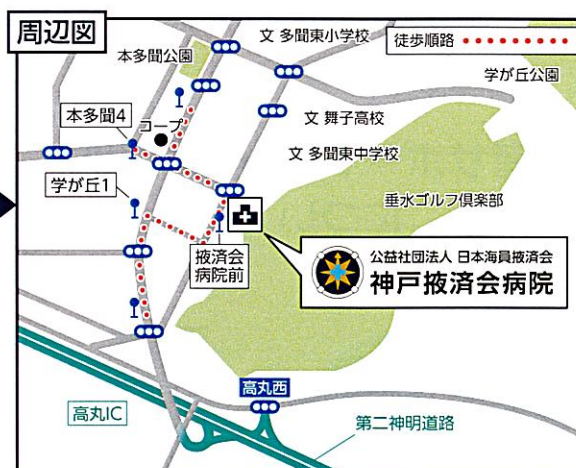 周辺図
徒歩順路
文 多聞東小学校
本多聞公園
学が丘公園
本多聞4
コープ
文 舞子高校
文 多聞東中学校
学が丘1
垂水ゴルフ倶楽部
掖済会
病院前
公益社団法人 日本海員掖済会
神戸掖済会病院
高丸西
高丸IC
第二神明道路